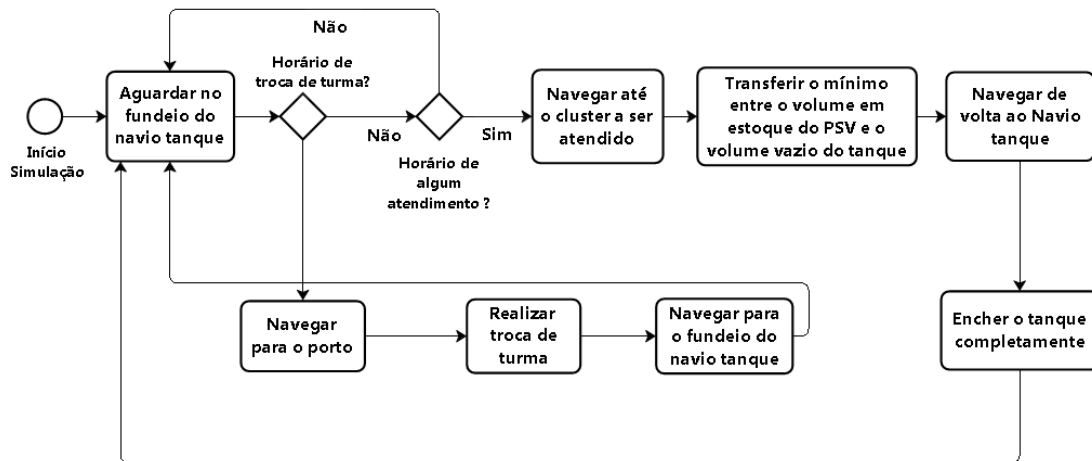 Não
Horário de
troca de turma?
Aguardar no
fundeio do
navio tanque
Início
Simulação
Não
Sim
Horário de
algum
atendimento ?
Navegar até
o cluster a ser
atendido
Transferir o mínimo
entre o volume em
estoque do PSV e o
volume vazio do tanque
Navegar de
volta ao Navio
tanque
Navegar
para o porto
Realizar
troca de
turma
Navegar para
o fundeio do
navio tanque
Encher o tanque
completamente